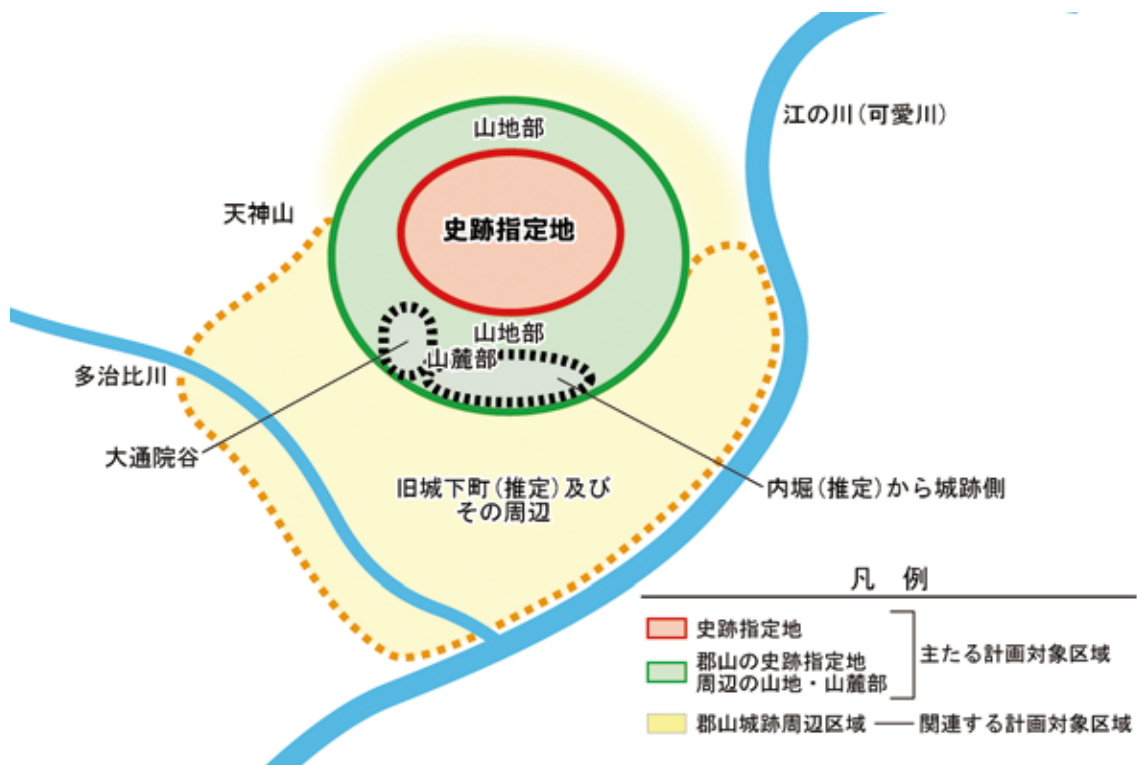 山地部
江の川(可愛川)
天神山
史跡指定地
山地部
山麓部
多治比川
大通院谷
旧城下町(推定)及び
その周辺
内堀(推定)から城跡側
凡 例
史跡指定地
郡山の史跡指定地
周辺の山地・山麓部
主たる計画対象区域
郡山城跡周辺区域 ── 関連する計画対象区域